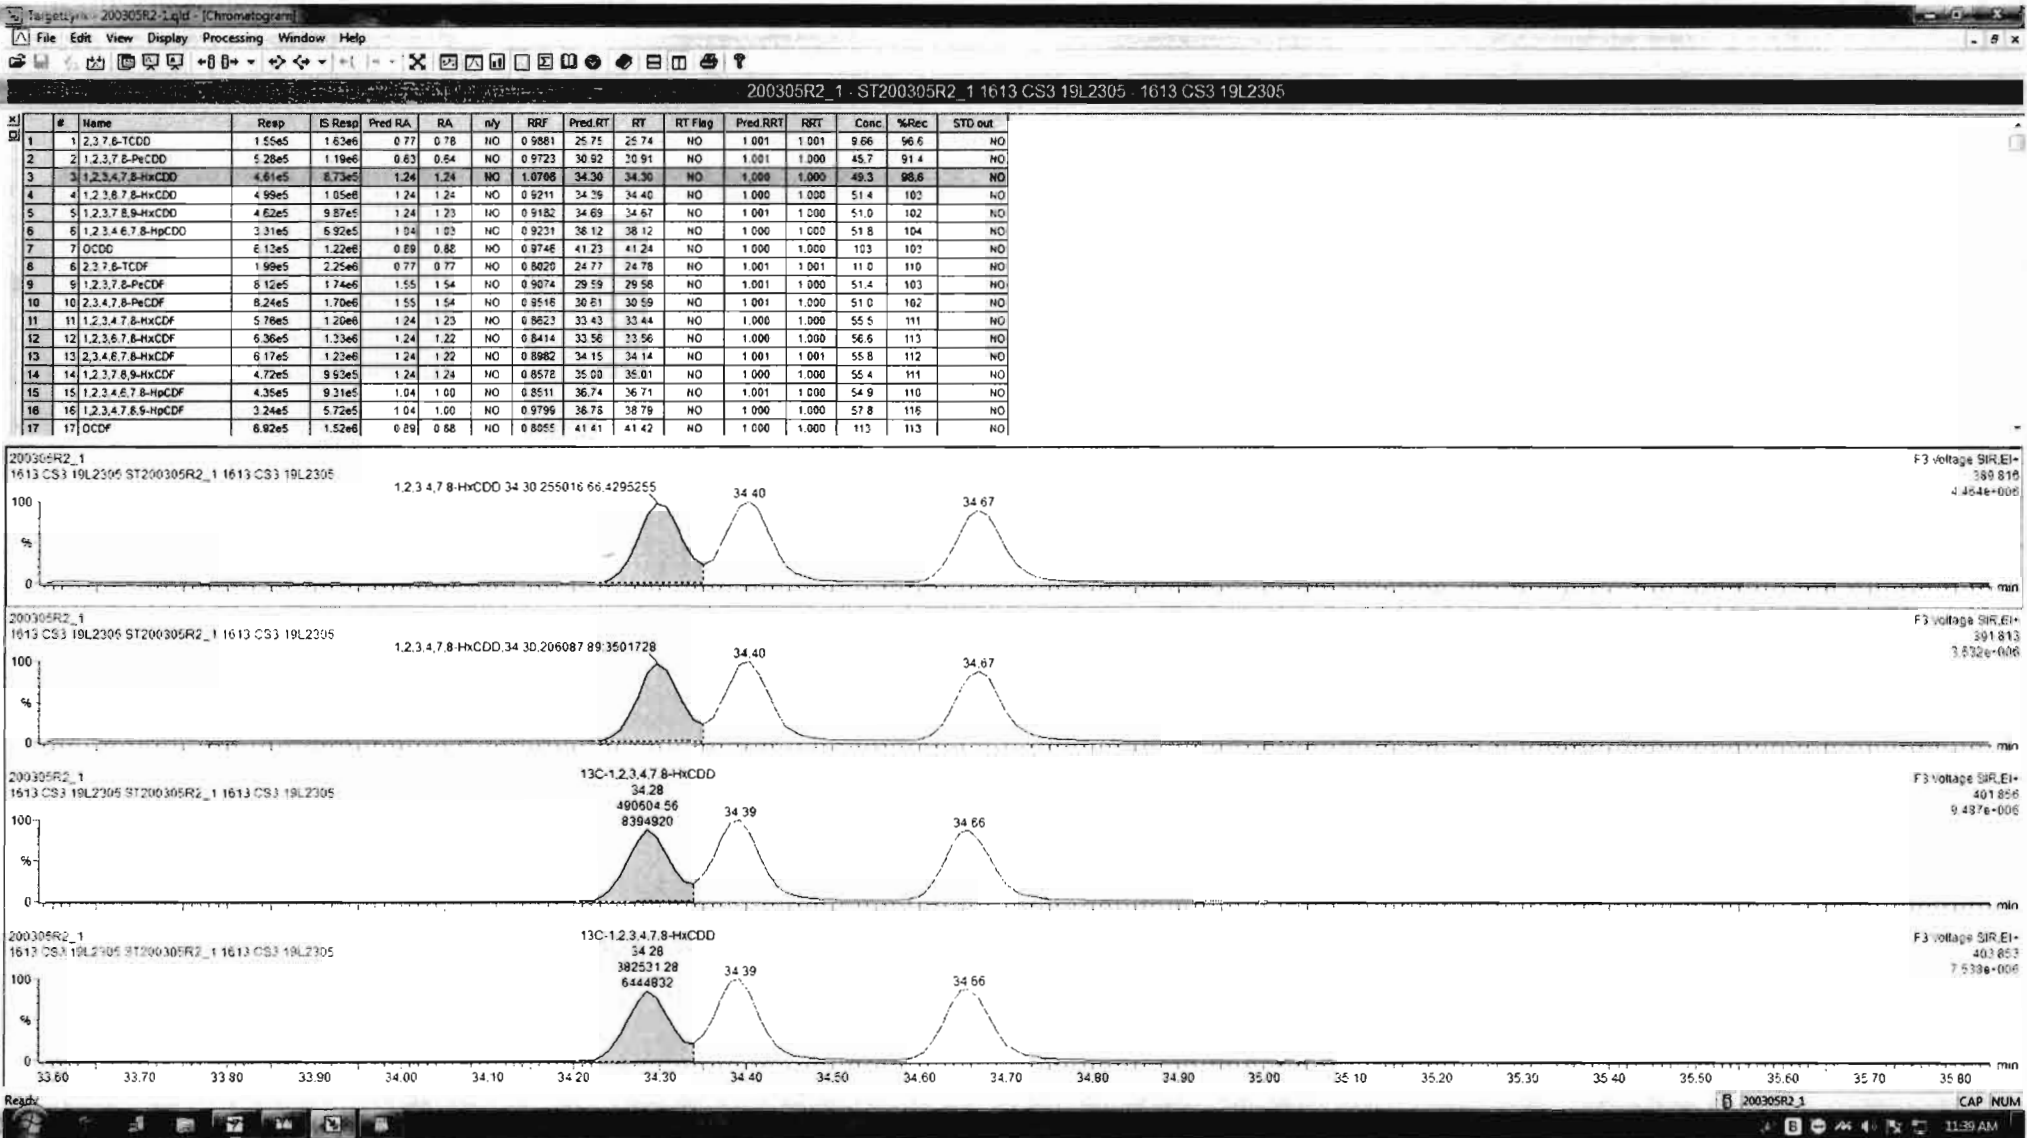 TargetLynx - 200305R2-1.qld - [Chromatogram]
File Edit View Display Processing Window Help
200305R2_1 - ST200305R2_1 1613 CS3 19L2305 - 1613 CS3 19L2305
# Name Resp IS Resp Pred RA RA n/y RRF Pred.RT RT RT Flag Pred.RRT RRT Conc %Rec STD out
1 1 2,3,7,8-TCDD 1.55e5 1.63e6 0.77 0.78 NO 0.9881 25.75 25.74 NO 1.001 1.001 9.66 96.6 NO
2 2 1,2,3,7,8-PeCDD 5.28e5 1.19e6 0.63 0.64 NO 0.9723 30.92 30.91 NO 1.001 1.000 45.7 91.4 NO
3 3 1,2,3,4,7,8-HxCDD 4.61e5 8.73e5 1.24 1.24 NO 1.0706 34.30 34.30 NO 1.000 1.000 49.3 98.6 NO
4 4 1,2,3,6,7,8-HxCDD 4.99e5 1.05e6 1.24 1.24 NO 0.9211 34.39 34.40 NO 1.000 1.000 51.4 103 NO
5 5 1,2,3,7,8,9-HxCDD 4.62e5 9.87e5 1.24 1.23 NO 0.9182 34.69 34.67 NO 1.001 1.000 51.0 102 NO
6 6 1,2,3,4,6,7,8-HpCDD 3.31e5 6.92e5 1.04 1.03 NO 0.9231 38.12 38.12 NO 1.000 1.000 51.8 104 NO
7 7 OCDD 6.13e5 1.22e6 0.89 0.88 NO 0.9746 41.23 41.24 NO 1.000 1.000 103 103 NO
8 8 2,3,7,8-TCDF 1.99e5 2.25e6 0.77 0.77 NO 0.8020 24.77 24.78 NO 1.001 1.001 11.0 110 NO
9 9 1,2,3,7,8-PeCDF 8.12e5 1.74e6 1.55 1.54 NO 0.9074 29.59 29.58 NO 1.001 1.000 51.4 103 NO
10 10 2,3,4,7,8-PeCDF 8.24e5 1.70e6 1.55 1.54 NO 0.9516 30.61 30.59 NO 1.001 1.000 51.0 102 NO
11 11 1,2,3,4,7,8-HxCDF 5.76e5 1.20e6 1.24 1.23 NO 0.8623 33.43 33.44 NO 1.000 1.000 55.5 111 NO
12 12 1,2,3,6,7,8-HxCDF 6.36e5 1.33e6 1.24 1.22 NO 0.8414 33.56 33.56 NO 1.000 1.000 56.6 113 NO
13 13 2,3,4,6,7,8-HxCDF 6.17e5 1.23e6 1.24 1.22 NO 0.8982 34.15 34.14 NO 1.001 1.001 55.8 112 NO
14 14 1,2,3,7,8,9-HxCDF 4.72e5 9.93e5 1.24 1.24 NO 0.8578 35.00 35.01 NO 1.000 1.000 55.4 111 NO
15 15 1,2,3,4,6,7,8-HpCDF 4.35e5 9.31e5 1.04 1.00 NO 0.8511 36.74 36.71 NO 1.001 1.000 54.9 110 NO
16 16 1,2,3,4,7,8,9-HpCDF 3.24e5 5.72e5 1.04 1.00 NO 0.9799 38.78 38.79 NO 1.000 1.000 57.8 116 NO
17 17 OCDF 6.92e5 1.52e6 0.89 0.88 NO 0.8055 41.41 41.42 NO 1.000 1.000 113 113 NO
200305R2_1
1613 CS3 19L2305 ST200305R2_1 1613 CS3 19L2305
F3:Voltage SIR,EI+
389.816
4.464e+006
1,2,3,4,7,8-HxCDD 34.30 255016.66 4295255
34.40
34.67
100
%
0
min
200305R2_1
1613 CS3 19L2305 ST200305R2_1 1613 CS3 19L2305
F3:Voltage SIR,EI+
391.813
3.632e+006
1,2,3,4,7,8-HxCDD,34.30,206087.89,3501728
34.40
34.67
100
%
0
min
200305R2_1
1613 CS3 19L2305 ST200305R2_1 1613 CS3 19L2305
F3:Voltage SIR,EI+
401.856
9.487e+006
13C-1,2,3,4,7,8-HxCDD
34.28
490604.56
8394920
34.39
34.66
100
%
0
min
200305R2_1
1613 CS3 19L2305 ST200305R2_1 1613 CS3 19L2305
F3:Voltage SIR,EI+
403.853
7.538e+006
13C-1,2,3,4,7,8-HxCDD
34.28
382531.28
6444832
34.39
34.66
100
%
0
min
33.60 33.70 33.80 33.90 34.00 34.10 34.20 34.30 34.40 34.50 34.60 34.70 34.80 34.90 35.00 35.10 35.20 35.30 35.40 35.50 35.60 35.70 35.80
Ready
200305R2_1 CAP NUM
11:39 AM